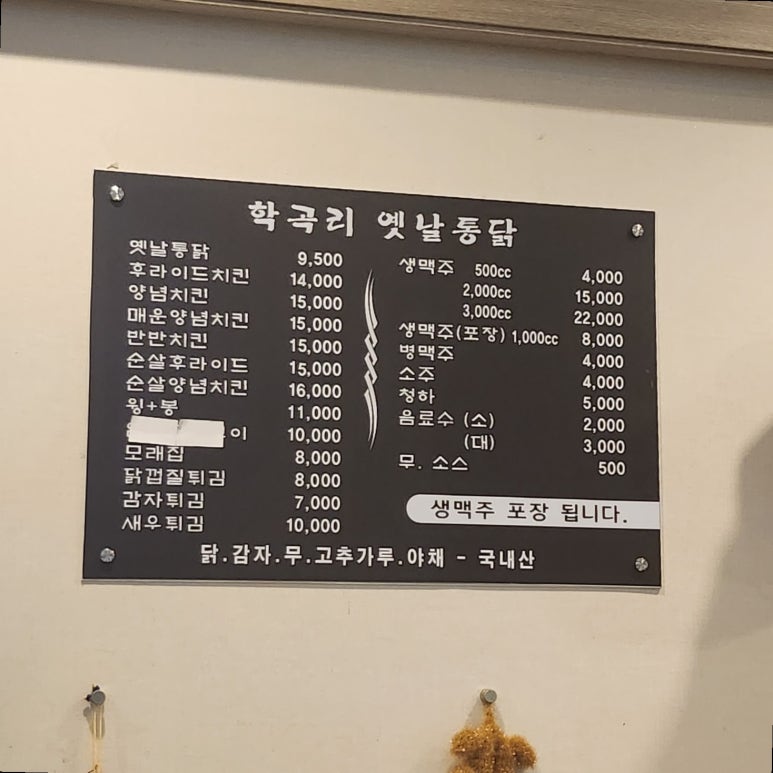 학곡리 옛날통닭
옛날통닭 9,500
후라이드치킨 14,000
양념치킨 15,000
매운양념치킨 15,000
반반치킨 15,000
순살후라이드 15,000
순살양념치킨 16,000
윙+봉 11,000
이 10,000
모래집 8,000
닭껍질튀김 8,000
감자튀김 7,000
새우튀김 10,000
생맥주 500cc 4,000
2,000cc 15,000
3,000cc 22,000
생맥주(포장) 1,000cc 8,000
병맥주 4,000
소주 4,000
청하 5,000
음료수 (소) 2,000
(대) 3,000
무. 소스 500
생맥주 포장 됩니다.
닭.감자.무.고추가루.야채 - 국내산